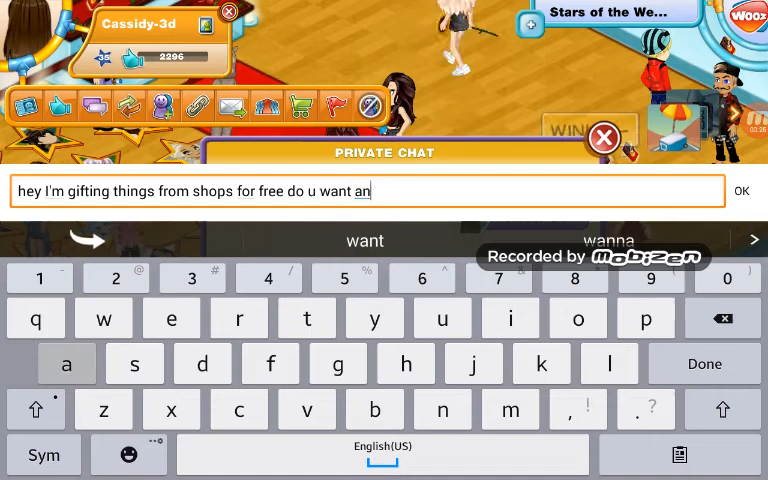 Cassidy-3d
35
2296
Stars of the We...
WOOZ
WIN
03:26
PRIVATE CHAT
hey I'm gifting things from shops for free do u want an
OK
want
wanna
Recorded by mobizen
1 - 2 @ 3 # 4 / 5 % 6 ^ 7 & 8 * 9 ( 0 )
q w e r t y u i o p
a s d f g h j k l Done
z x c v b n m , ! . ?
Sym
English(US)